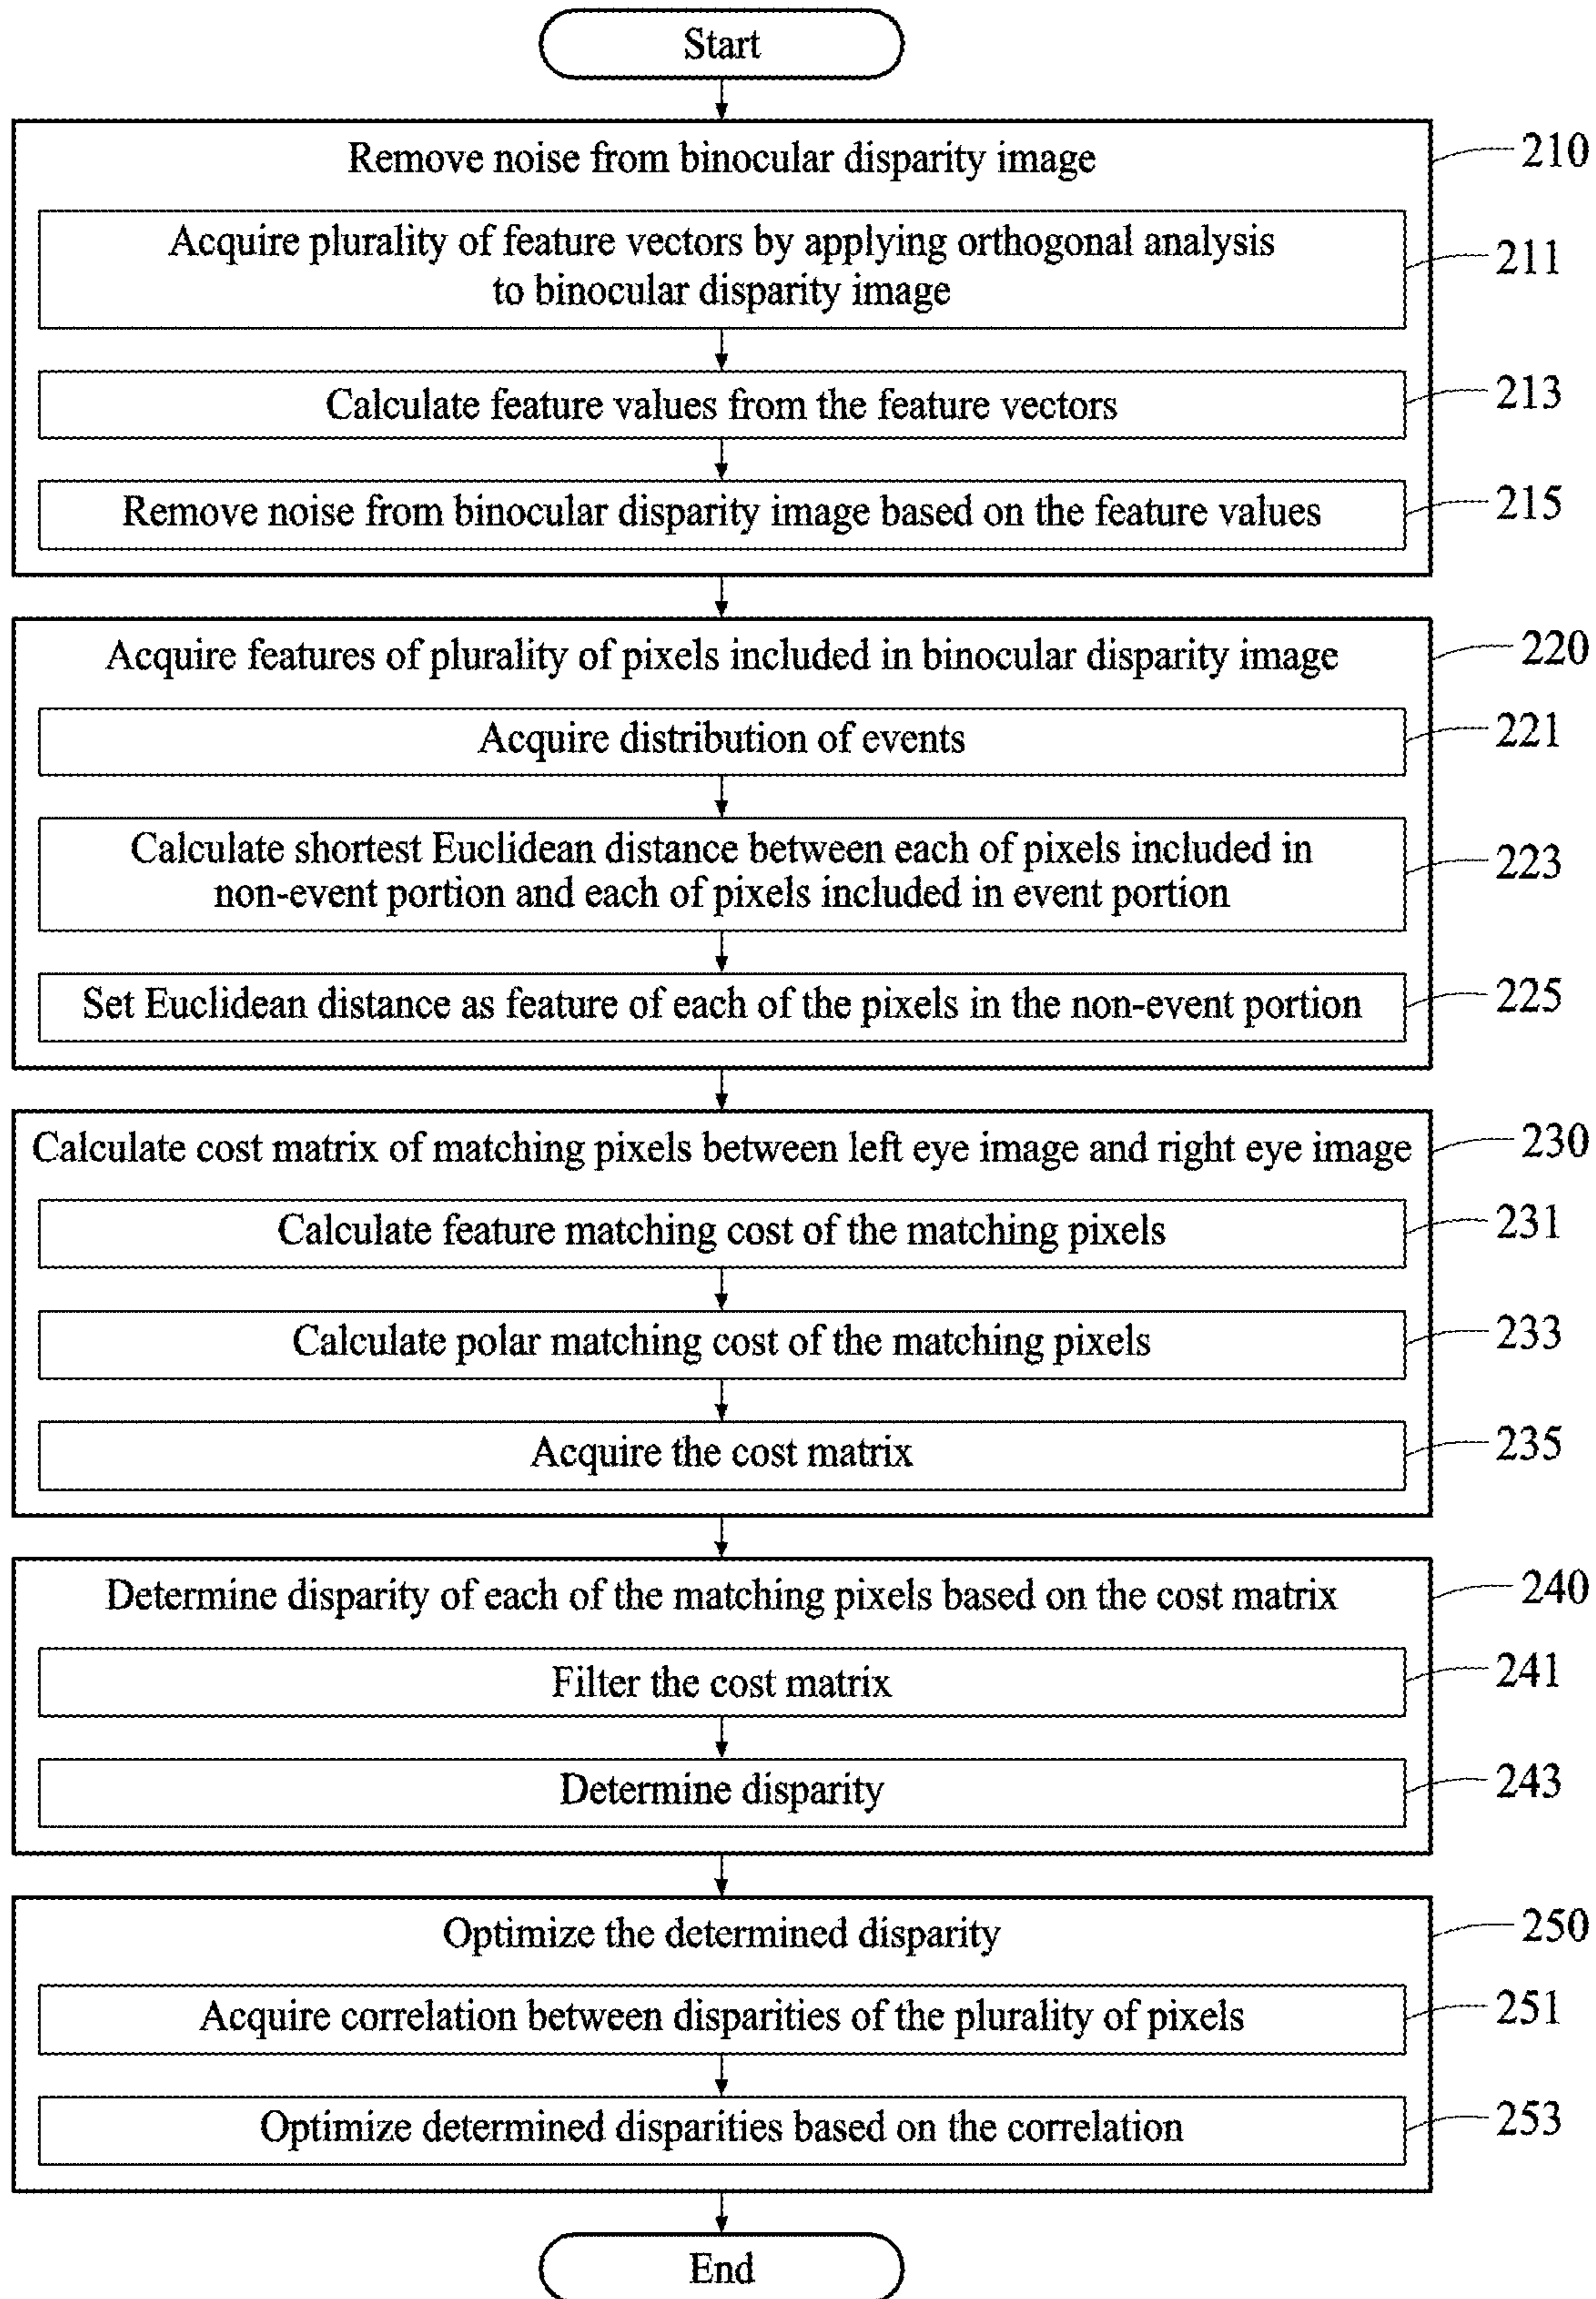 Start
Remove noise from binocular disparity image
210
Acquire plurality of feature vectors by applying orthogonal analysis
to binocular disparity image
211
Calculate feature values from the feature vectors
213
Remove noise from binocular disparity image based on the feature values
215
Acquire features of plurality of pixels included in binocular disparity image
220
Acquire distribution of events
221
Calculate shortest Euclidean distance between each of pixels included in
non-event portion and each of pixels included in event portion
223
Set Euclidean distance as feature of each of the pixels in the non-event portion
225
Calculate cost matrix of matching pixels between left eye image and right eye image
230
Calculate feature matching cost of the matching pixels
231
Calculate polar matching cost of the matching pixels
233
Acquire the cost matrix
235
Determine disparity of each of the matching pixels based on the cost matrix
240
Filter the cost matrix
241
Determine disparity
243
Optimize the determined disparity
250
Acquire correlation between disparities of the plurality of pixels
251
Optimize determined disparities based on the correlation
253
End